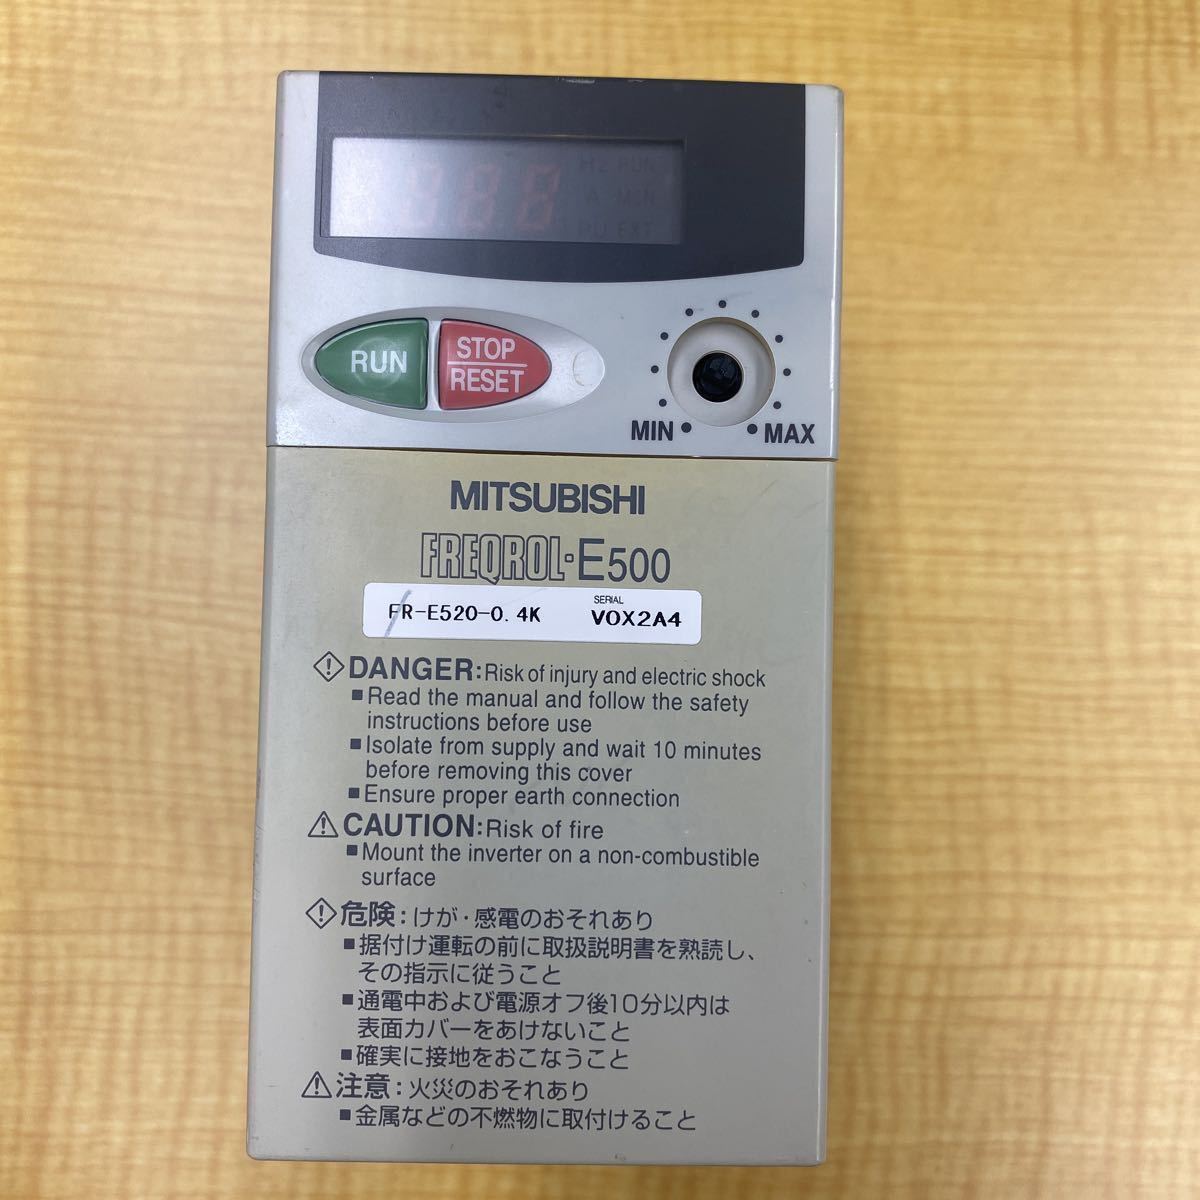 Hz RUN
A MON
PU EXT
RUN
STOP
RESET
MIN
MAX
MITSUBISHI
FREQROL-E500
FR-E520-0.4K
SERIAL
V0X2A4
DANGER: Risk of injury and electric shock
■ Read the manual and follow the safety
instructions before use
■ Isolate from supply and wait 10 minutes
before removing this cover
■ Ensure proper earth connection
CAUTION: Risk of fire
■ Mount the inverter on a non-combustible
surface
危険：けが・感電のおそれあり
■据付け運転の前に取扱説明書を熟読し、
その指示に従うこと
■通電中および電源オフ後10分以内は
表面カバーをあけないこと
■確実に接地をおこなうこと
注意：火災のおそれあり
■金属などの不燃物に取付けること